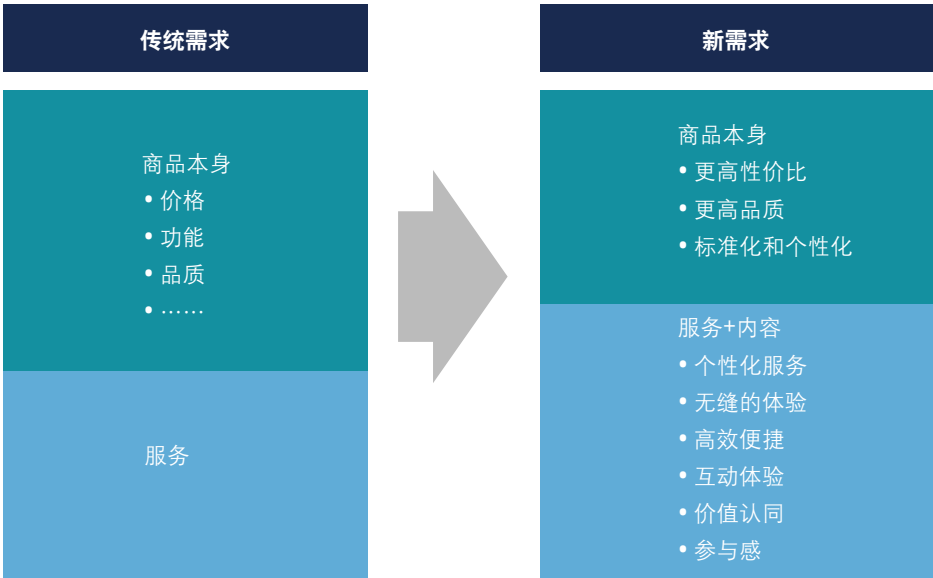 传统需求
商品本身
• 价格
• 功能
• 品质
• ……
服务
新需求
商品本身
• 更高性价比
• 更高品质
• 标准化和个性化
服务+内容
• 个性化服务
• 无缝的体验
• 高效便捷
• 互动体验
• 价值认同
• 参与感